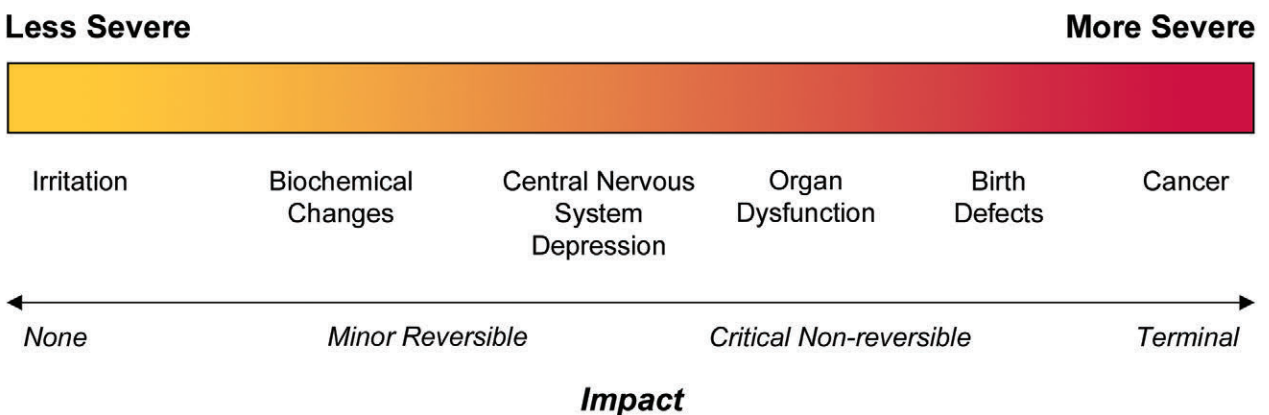 Less Severe More Severe
Irritation Biochemical Central Nervous Organ Birth Cancer
Changes System Dysfunction Defects
Depression
None Minor Reversible Critical Non-reversible Terminal
Impact